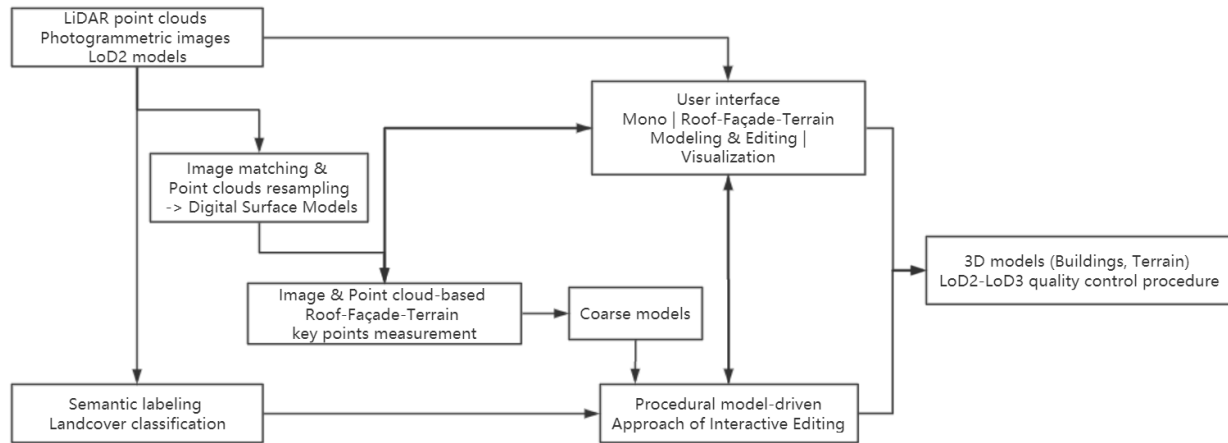 LiDAR point clouds
Photogrammetric images
LoD2 models
User interface
Mono | Roof-Façade-Terrain
Modeling & Editing |
Visualization
Image matching &
Point clouds resampling
-> Digital Surface Models
3D models (Buildings, Terrain)
LoD2-LoD3 quality control procedure
Image & Point cloud-based
Roof-Façade-Terrain
key points measurement
Coarse models
Semantic labeling
Landcover classification
Procedural model-driven
Approach of Interactive Editing